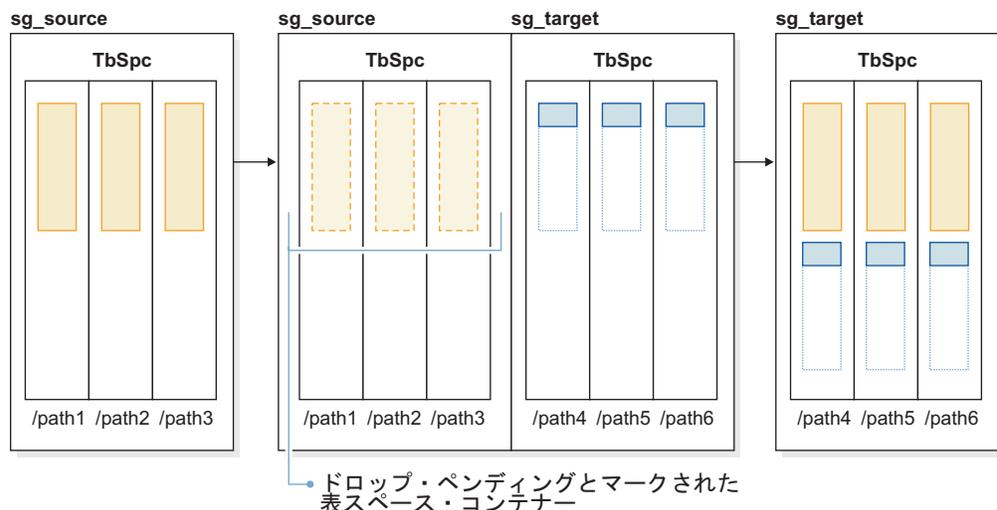 sg_source
sg_source
sg_target
sg_target
TbSpc
TbSpc
TbSpc
TbSpc
/path1 /path2 /path3
/path1 /path2 /path3
/path4 /path5 /path6
/path4 /path5 /path6
ドロップ・ペンディングとマークされた
表スペース・コンテナー